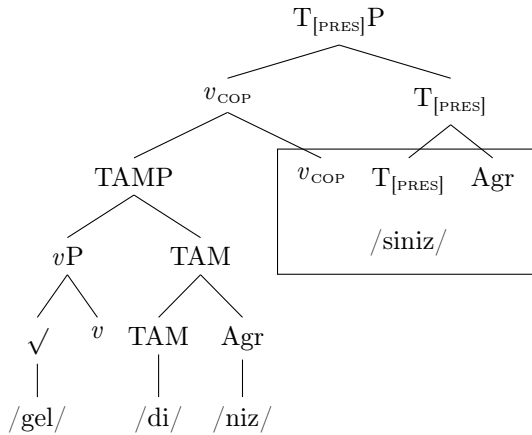 T[PRES]P
vCOP T[PRES]
TAMP vCOP T[PRES] Agr
/siniz/
vP TAM
√ v TAM Agr
/gel/ /di/ /niz/